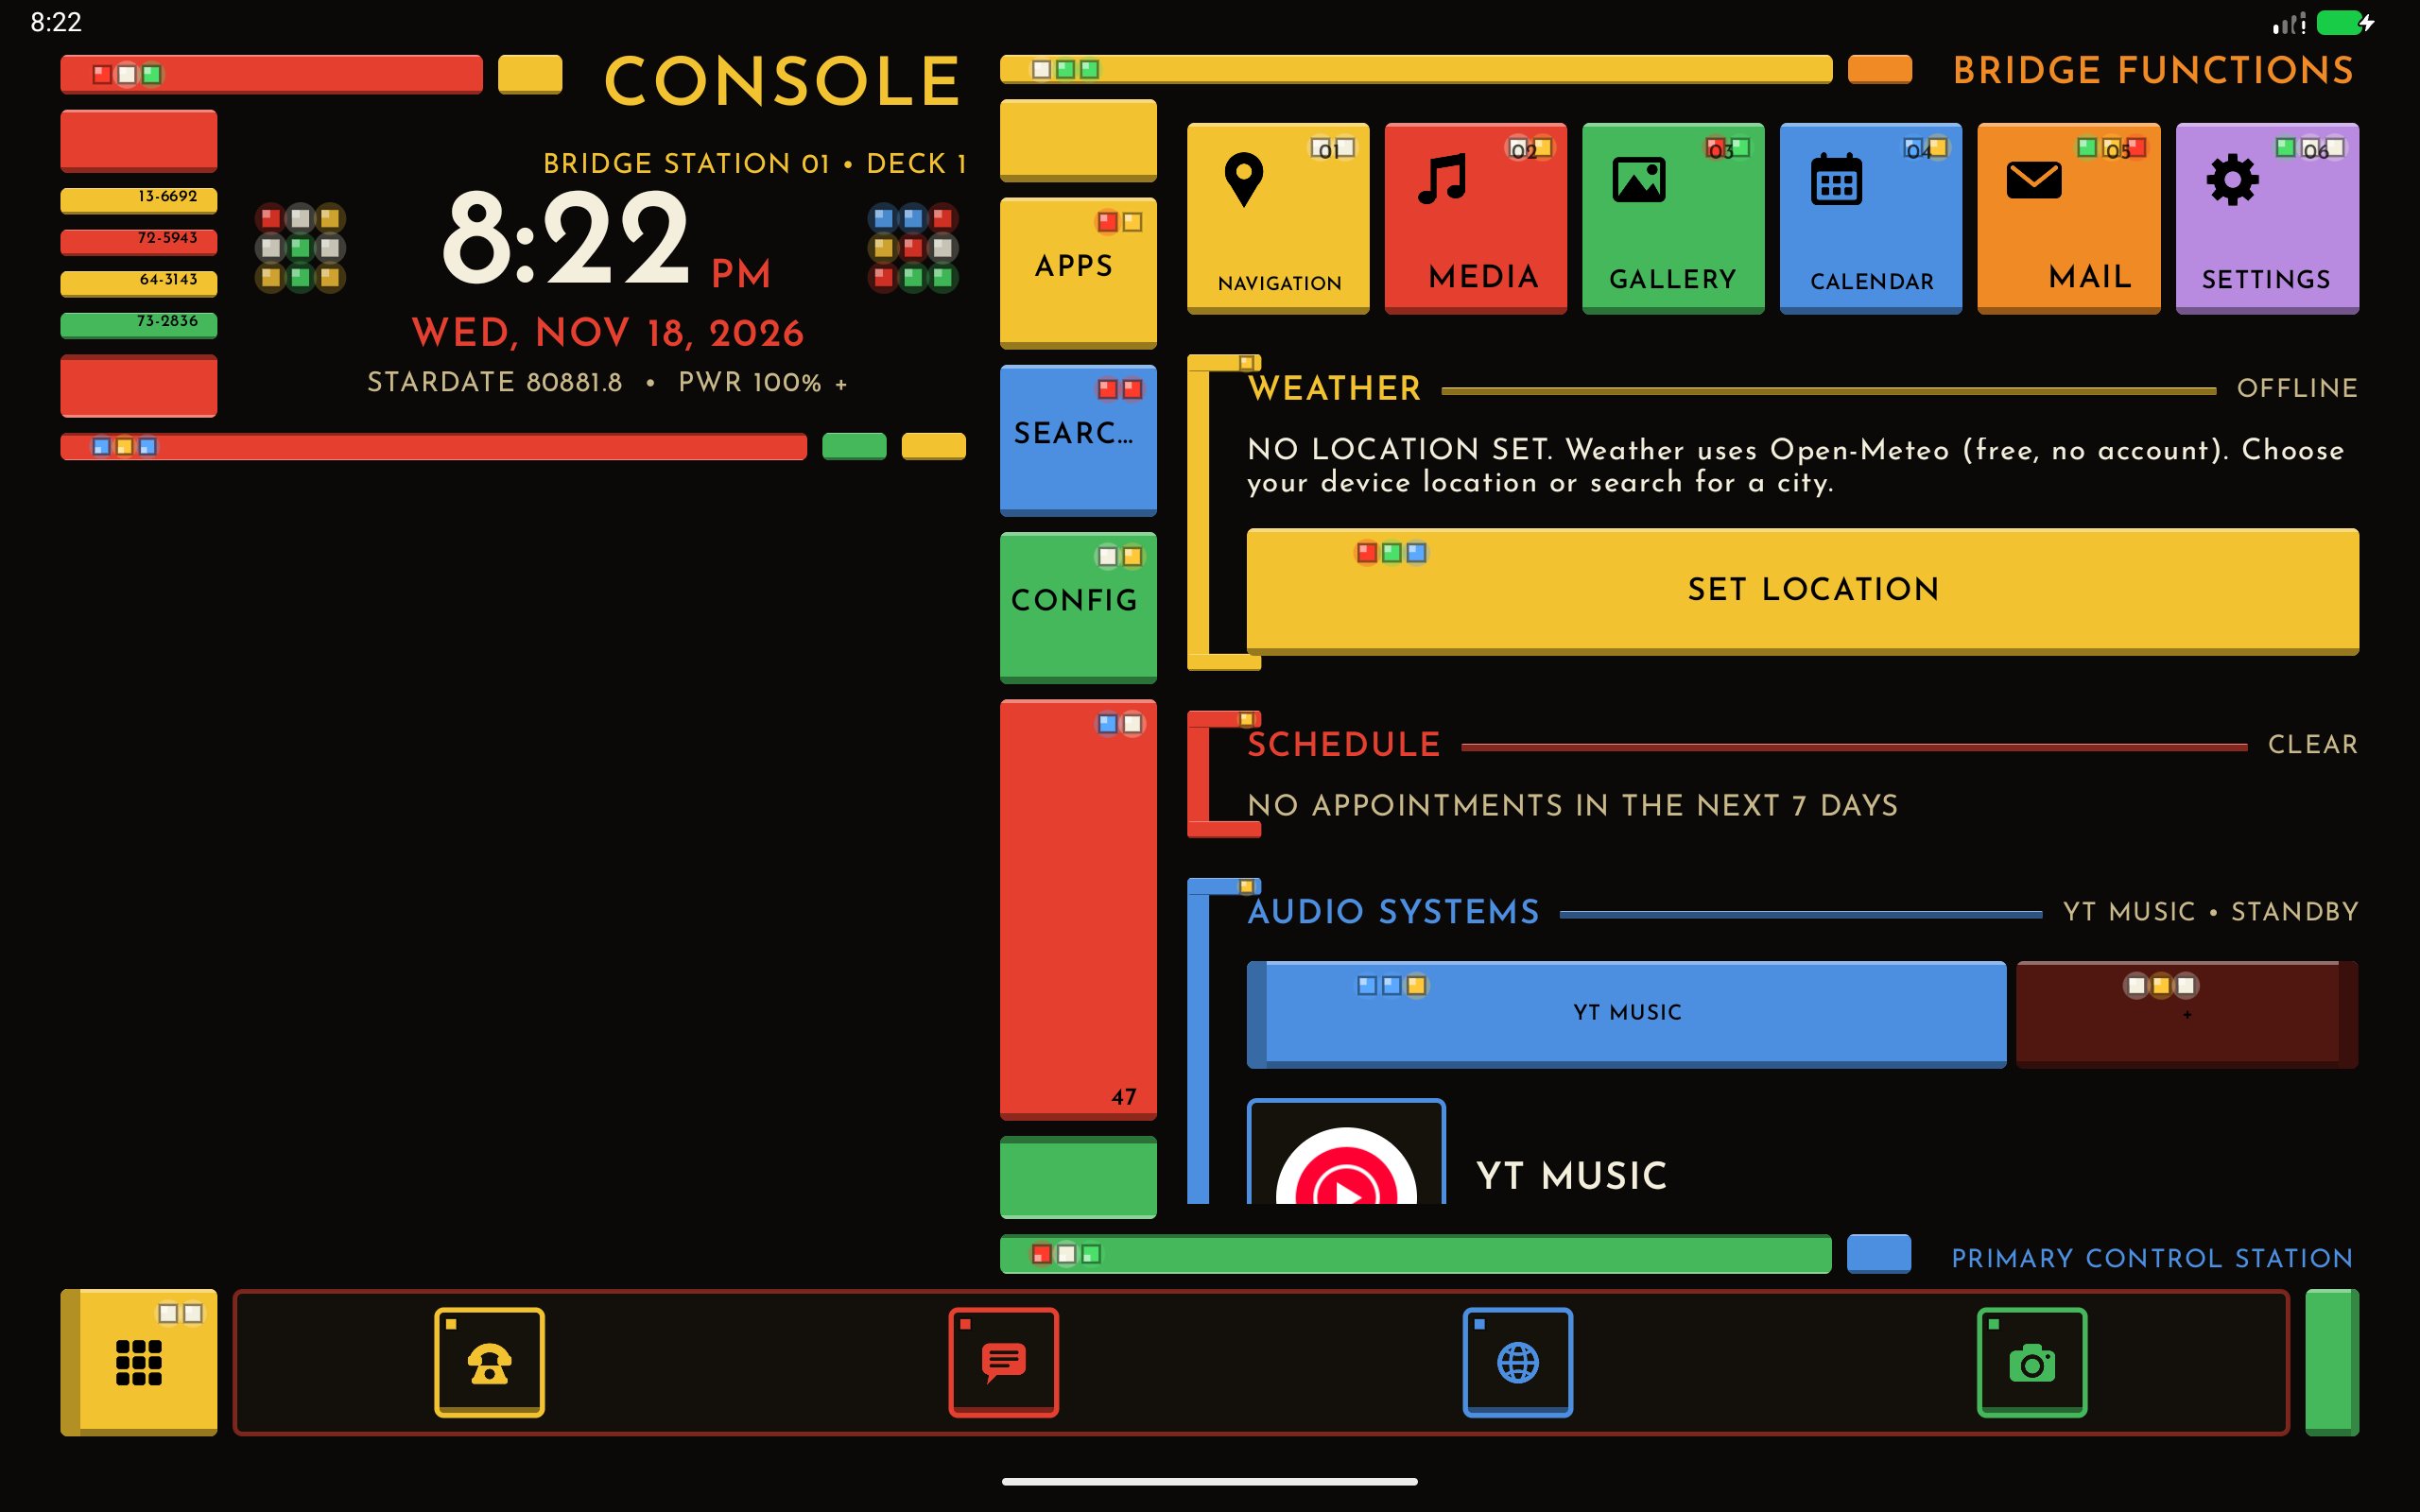 8:22
CONSOLE
BRIDGE STATION 01 • DECK 1
13-6692
72-5943
64-3143
73-2836
8:22 PM
WED, NOV 18, 2026
STARDATE 80881.8 • PWR 100% +
BRIDGE FUNCTIONS
APPS
SEARC...
CONFIG
47
01
NAVIGATION
02
MEDIA
03
GALLERY
04
CALENDAR
05
MAIL
06
SETTINGS
WEATHER
OFFLINE
NO LOCATION SET. Weather uses Open-Meteo (free, no account). Choose
your device location or search for a city.
SET LOCATION
SCHEDULE
CLEAR
NO APPOINTMENTS IN THE NEXT 7 DAYS
AUDIO SYSTEMS
YT MUSIC • STANDBY
YT MUSIC
+
YT MUSIC
PRIMARY CONTROL STATION